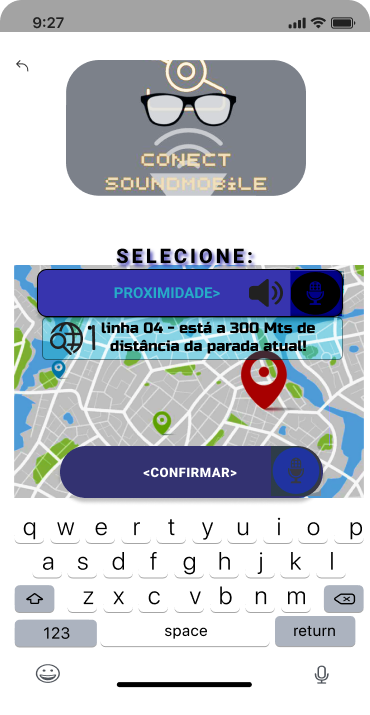 9:27
CONECT
SOUNDMOBiLE
SELECIONE:
PROXIMIDADE>
linha 04 - está a 300 Mts de
distância da parada atual!
<CONFIRMAR>
q w e r t y u i o p
a s d f g h j k l
z x c v b n m
123 space return